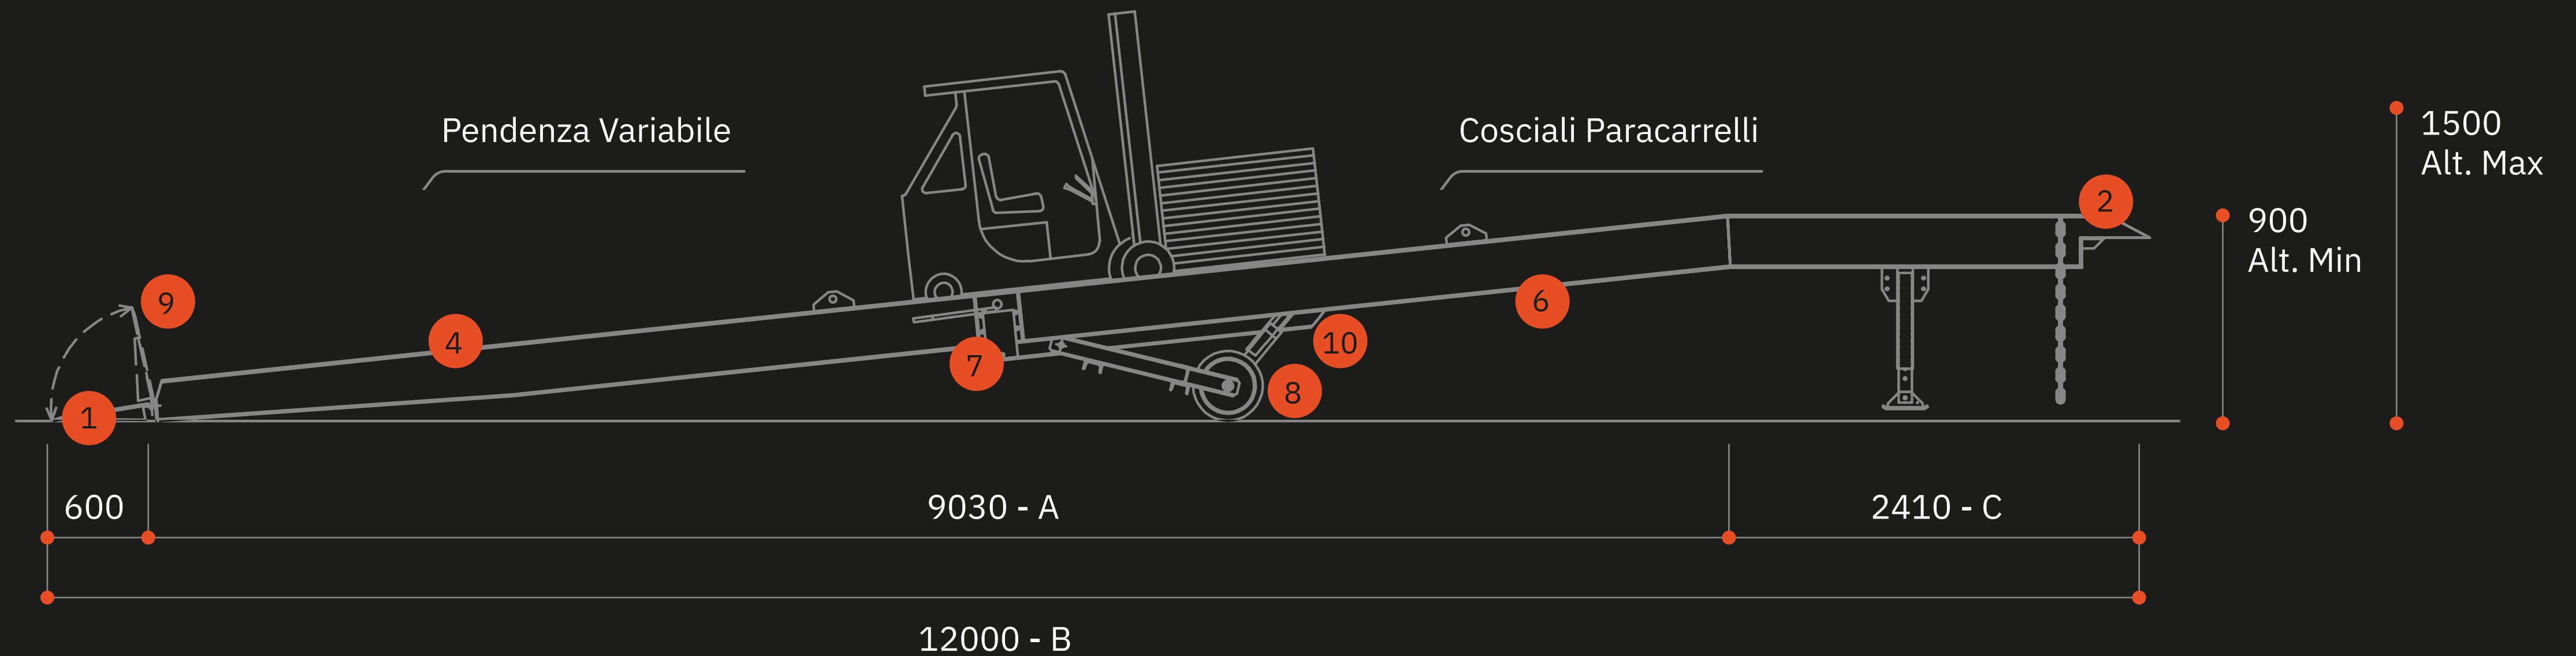 Pendenza Variabile
Cosciali Paracarrelli
1500
Alt. Max
900
Alt. Min
2
9
4
6
7
10
8
1
600
9030 - A
2410 - C
12000 - B